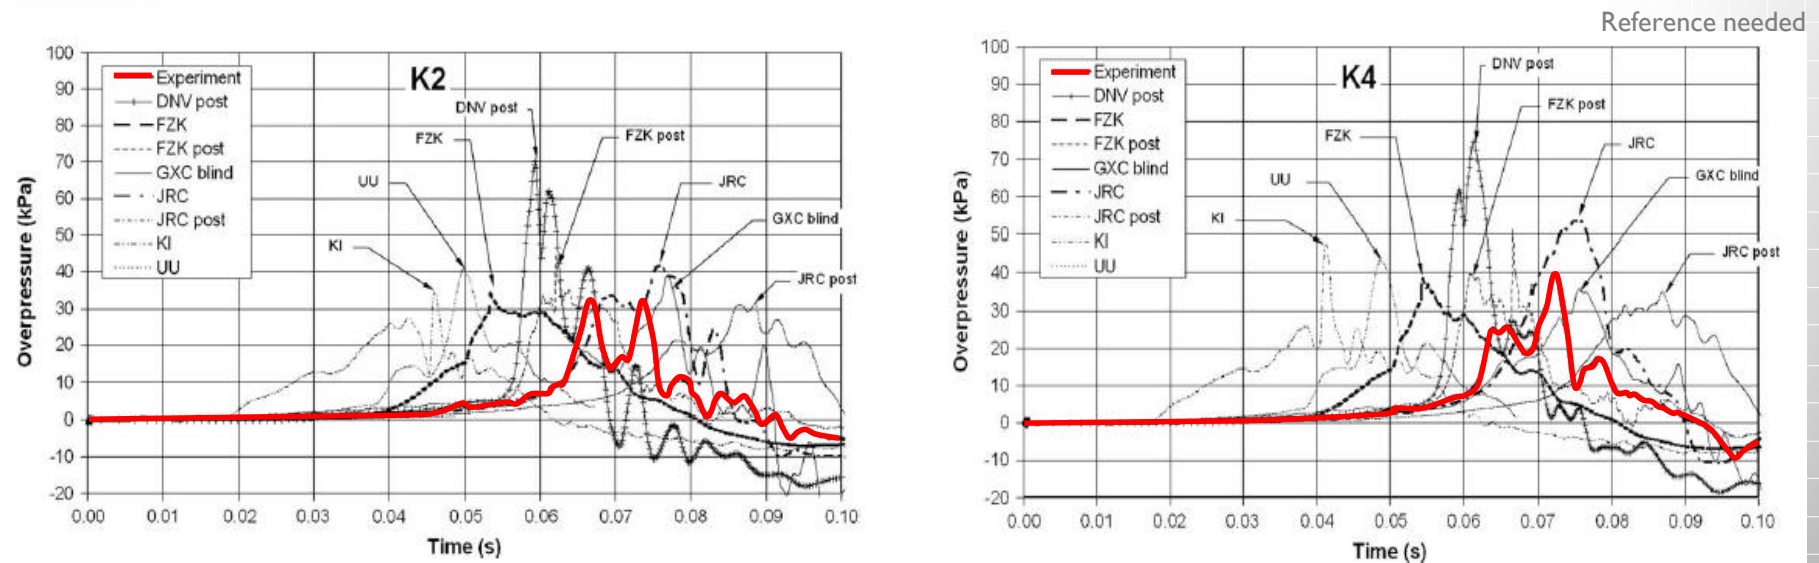 Reference needed
K2
100
90
80
70
60
50
40
30
20
10
0
-10
-20
Overpressure (kPa)
Experiment
DNV post
FZK
FZK post
GXC blind
JRC
JRC post
KI
UU
DNV post
FZK
FZK post
UU
JRC
GXC blind
KI
JRC post
0.00 0.01 0.02 0.03 0.04 0.05 0.06 0.07 0.08 0.09 0.10
Time (s)
K4
100
90
80
70
60
50
40
30
20
10
0
-10
-20
Overpressure (kPa)
Experiment
DNV post
FZK
FZK post
GXC blind
JRC
JRC post
KI
UU
DNV post
FZK post
FZK
JRC
UU
GXC blind
KI
JRC post
0.00 0.01 0.02 0.03 0.04 0.05 0.06 0.07 0.08 0.09 0.10
Time (s)